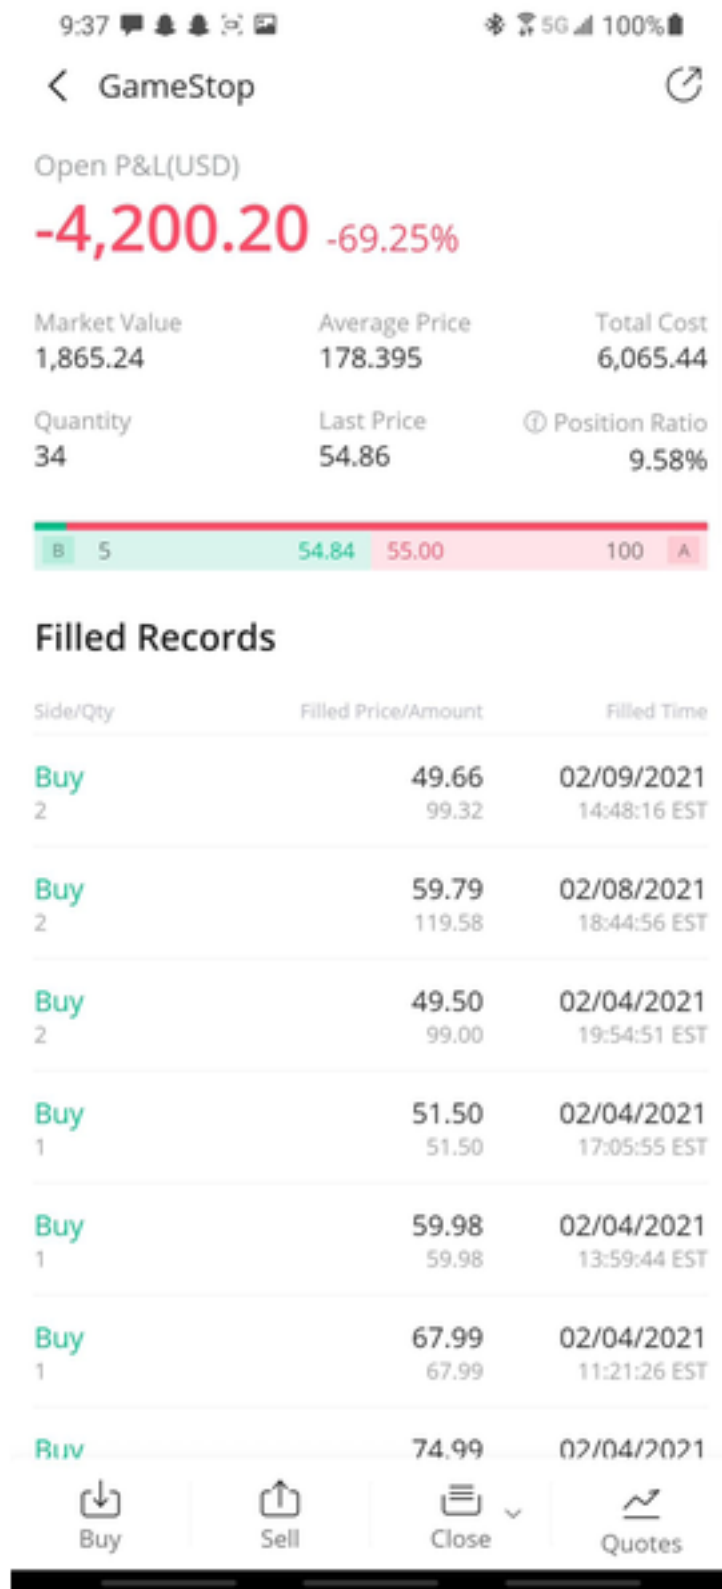 9:37 5G 100%
GameStop
Open P&L(USD)
-4,200.20 -69.25%
Market Value Average Price Total Cost
1,865.24 178.395 6,065.44
Quantity Last Price Position Ratio
34 54.86 9.58%
B 5 54.84 55.00 100 A
Filled Records
Side/Qty Filled Price/Amount Filled Time
Buy 49.66 02/09/2021
2 99.32 14:48:16 EST
Buy 59.79 02/08/2021
2 119.58 18:44:56 EST
Buy 49.50 02/04/2021
2 99.00 19:54:51 EST
Buy 51.50 02/04/2021
1 51.50 17:05:55 EST
Buy 59.98 02/04/2021
1 59.98 13:59:44 EST
Buy 67.99 02/04/2021
1 67.99 11:21:26 EST
Buy 74.99 02/04/2021
Buy Sell Close Quotes